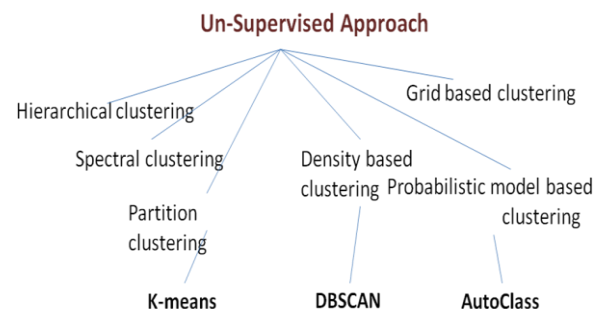 Un-Supervised Approach
Grid based clustering
Hierarchical clustering
Spectral clustering
Density based
clustering
Probabilistic model based
clustering
Partition
clustering
K-means
DBSCAN
AutoClass